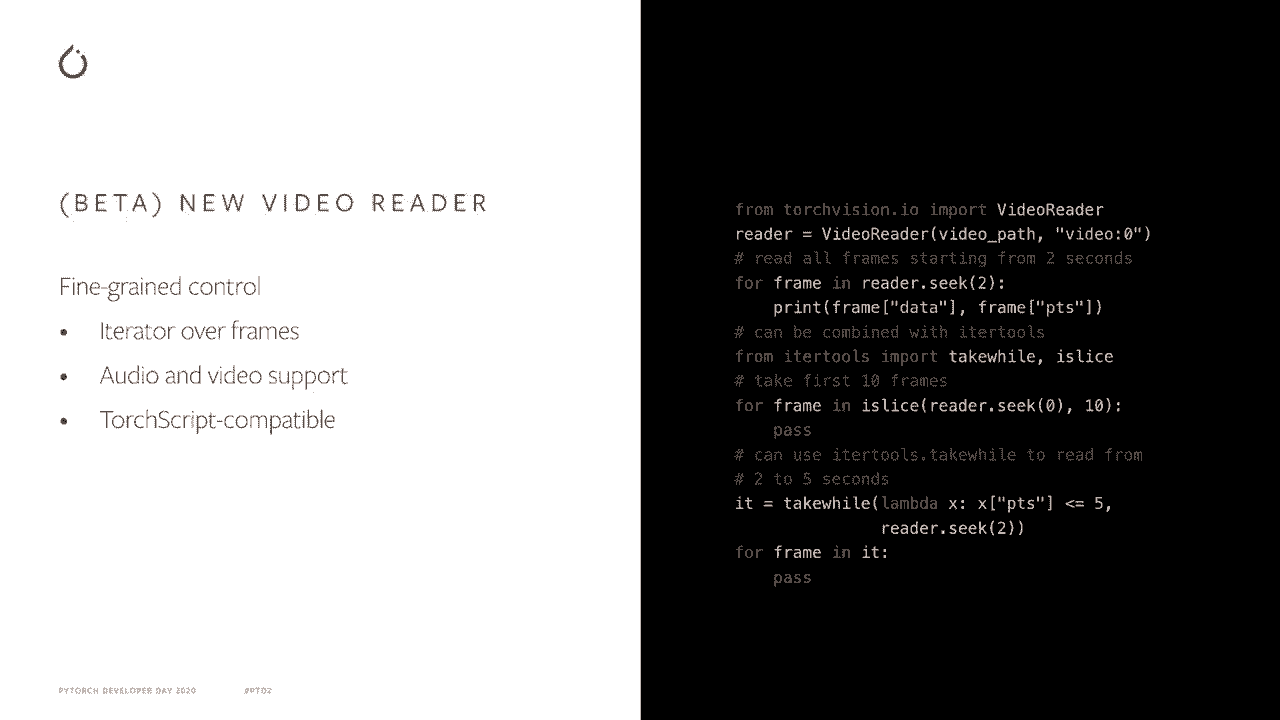 (BETA) NEW VIDEO READER
Fine-grained control
• Iterator over frames
• Audio and video support
• TorchScript-compatible
from torchvision.io import VideoReader
reader = VideoReader(video_path, "video:0")
# read all frames starting from 2 seconds
for frame in reader.seek(2):
    print(frame["data"], frame["pts"])
# can be combined with itertools
from itertools import takewhile, islice
# take first 10 frames
for frame in islice(reader.seek(0), 10):
    pass
# can use itertools.takewhile to read from
# 2 to 5 seconds
it = takewhile(lambda x: x["pts"] <= 5,
               reader.seek(2))
for frame in it:
    pass
PYTORCH DEVELOPER DAY 2020 #PTD2